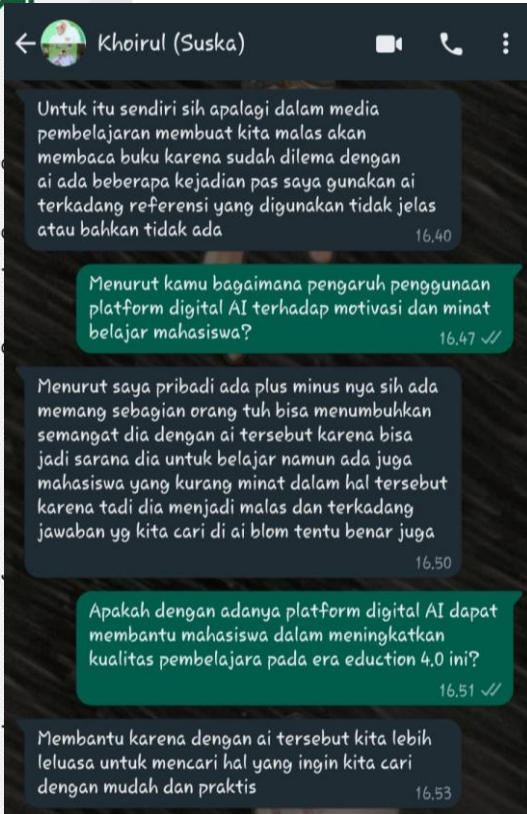 Khoirul (Suska)
Untuk itu sendiri sih apalagi dalam media
pembelajaran membuat kita malas akan
membaca buku karena sudah dilema dengan
ai ada beberapa kejadian pas saya gunakan ai
terkadang referensi yang digunakan tidak jelas
atau bahkan tidak ada
16.40
Menurut kamu bagaimana pengaruh penggunaan
platform digital AI terhadap motivasi dan minat
belajar mahasiswa?
16.47
Menurut saya pribadi ada plus minus nya sih ada
memang sebagian orang tuh bisa menumbuhkan
semangat dia dengan ai tersebut karena bisa
jadi sarana dia untuk belajar namun ada juga
mahasiswa yang kurang minat dalam hal tersebut
karena tadi dia menjadi malas dan terkadang
jawaban yg kita cari di ai blom tentu benar juga
16.50
Apakah dengan adanya platform digital AI dapat
membantu mahasiswa dalam meningkatkan
kualitas pembelajara pada era eduction 4.0 ini?
16.51
Membantu karena dengan ai tersebut kita lebih
leluasa untuk mencari hal yang ingin kita cari
dengan mudah dan praktis
16.53